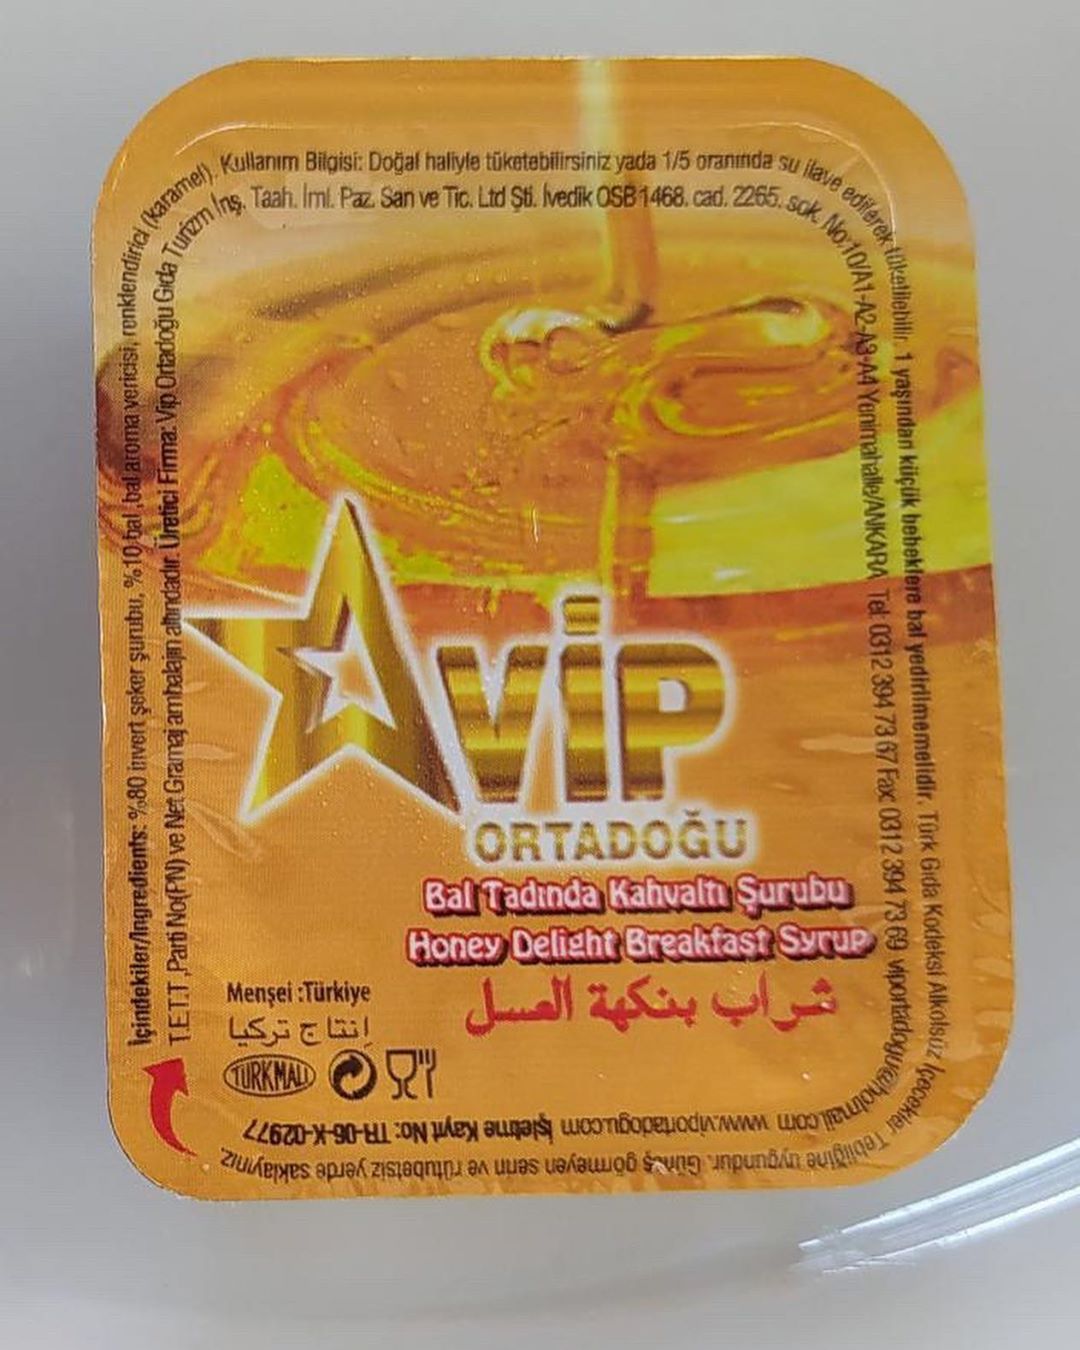 İçindekiler/Ingredients: %80 invert şeker şurubu, %10 bal ,bal aroma vericisi, renklendirici (karamel). Kullanım Bilgisi: Doğal haliyle tüketebilirsiniz yada 1/5 oranında su ilave edilerek tüketilebilir. 1 yaşından küçük bebeklere bal yedirilmemelidir. Türk Gıda Kodeksi Alkolsüz İçecekler Tebliğine uygundur. Güneş görmeyen serin ve rütubetsiz yerde saklayınız.
T.E.T.T ,Parti No(PN) ve Net Gramaj ambalajın altındadır. Üretici Firma: Vip Ortadoğu Gıda Turizm İnş. Taah. İml. Paz. San ve Tic. Ltd Şti. İvedik OSB 1468. cad. 2265. sok. No:10/A1-A2-A3-A4 Yenimahalle/ANKARA Tel: 0312 394 73 67 Fax: 0312 394 73 69 viportadogu@hotmail.com www.viportadogu.com İşletme Kayıt No: TR-06-K-02977
VİP
ORTADOĞU
Bal Tadında Kahvaltı Şurubu
Honey Delight Breakfast Syrup
شراب بنكهة العسل
Menşei :Türkiye
إنتاج تركيا
TÜRKMALI